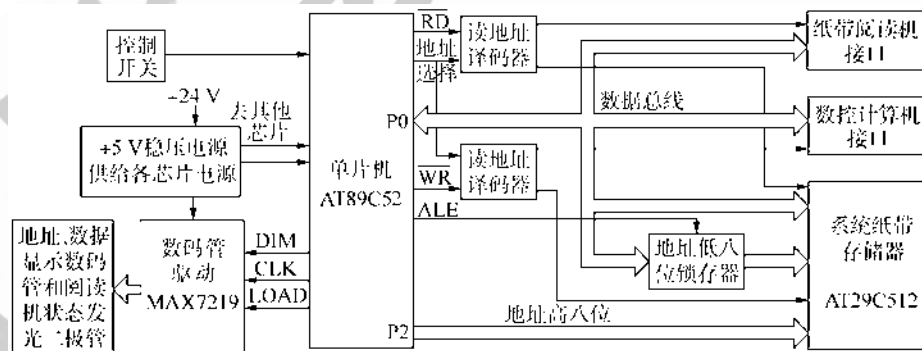 控制
开关
+24 V
去其他
芯片
+5 V稳压电源
供给各芯片电源
地址、数据
显示数码
管和阅读
机状态发
光二极管
数码管
驱动
MAX7219
DIM
CLK
LOAD
单片机
AT89C52
P0
P2
RD
地址
选择
WR
ALE
读地址
译码器
读地址
译码器
数据总线
地址低八
位锁存器
地址高八位
纸带阅读机
接口
数控计算机
接口
系统纸带
存储器
AT29C512